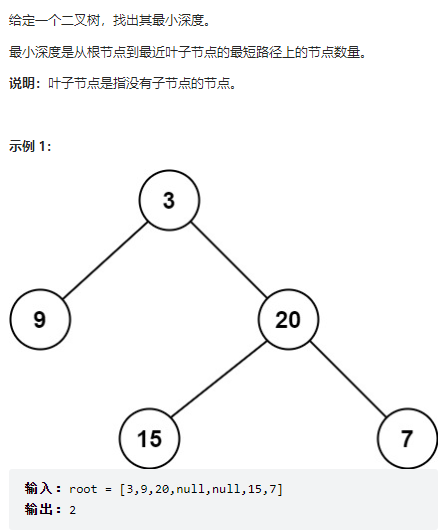 给定一个二叉树，找出其最小深度。
最小深度是从根节点到最近叶子节点的最短路径上的节点数量。
说明：叶子节点是指没有子节点的节点。
示例 1：
3
9
20
15
7
输入：root = [3,9,20,null,null,15,7]
输出：2